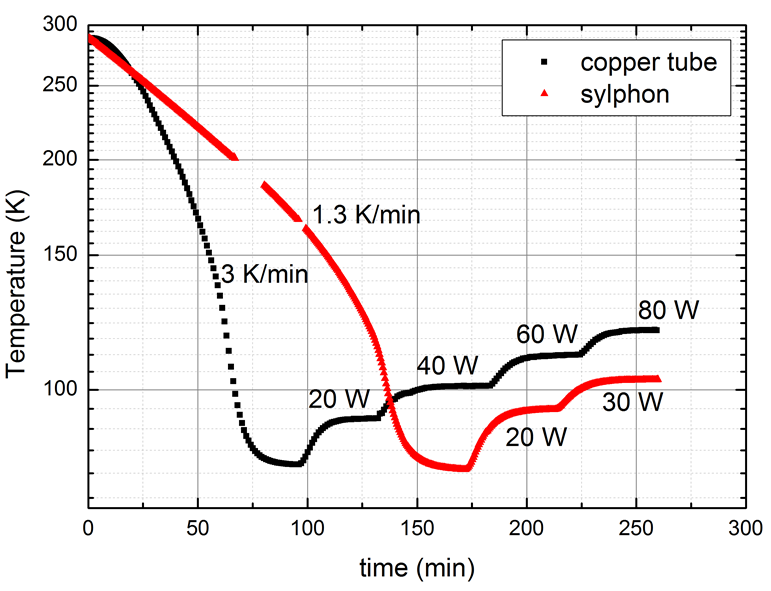 300
250
200
150
100
Temperature (K)
copper tube
sylphon
1.3 K/min
3 K/min
80 W
60 W
40 W
20 W
30 W
20 W
0
50
100
150
200
250
300
time (min)